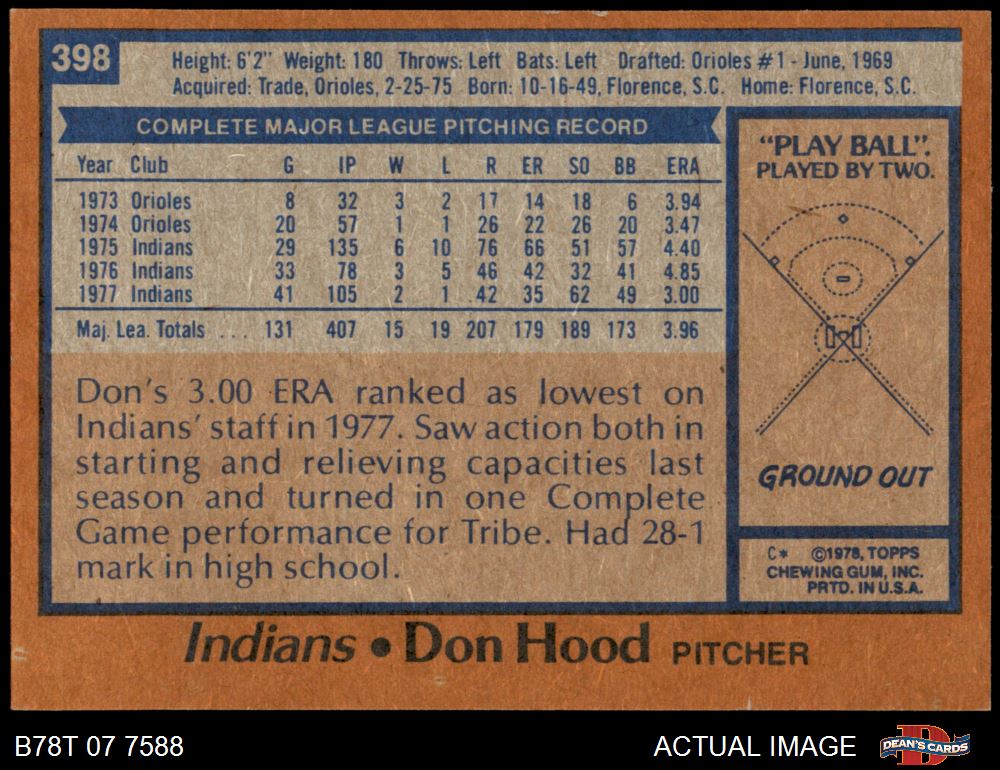 398
Height: 6'2" Weight: 180 Throws: Left Bats: Left Drafted: Orioles #1 - June, 1969
Acquired: Trade, Orioles, 2-25-75 Born: 10-16-49, Florence, S.C. Home: Florence, S.C.
COMPLETE MAJOR LEAGUE PITCHING RECORD
Year Club G IP W L R ER SO BB ERA
1973 Orioles 8 32 3 2 17 14 18 6 3.94
1974 Orioles 20 57 1 1 26 22 26 20 3.47
1975 Indians 29 135 6 10 76 66 51 57 4.40
1976 Indians 33 78 3 5 46 42 32 41 4.85
1977 Indians 41 105 2 1 42 35 62 49 3.00
Maj. Lea. Totals ... 131 407 15 19 207 179 189 173 3.96
Don's 3.00 ERA ranked as lowest on
Indians' staff in 1977. Saw action both in
starting and relieving capacities last
season and turned in one Complete
Game performance for Tribe. Had 28-1
mark in high school.
"PLAY BALL".
PLAYED BY TWO.
GROUND OUT
C* ©1978, TOPPS
CHEWING GUM, INC.
PRTD. IN U.S.A.
Indians • Don Hood PITCHER
B78T 07 7588
ACTUAL IMAGE
D
DEAN'S CARDS